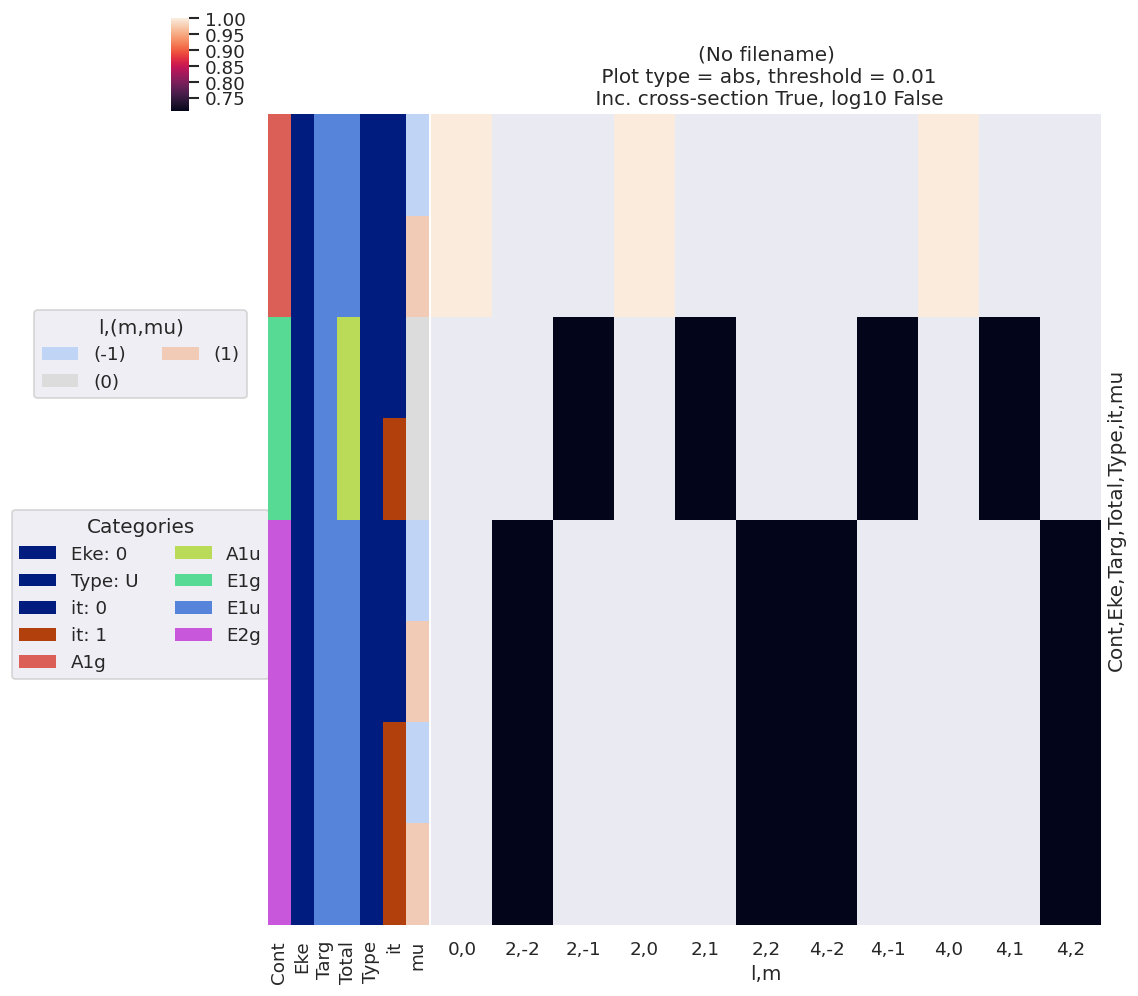 1.00
0.95
0.90
0.85
0.80
0.75
(No filename)
Plot type = abs, threshold = 0.01
Inc. cross-section True, log10 False
l,(m,mu)
(-1) (1)
(0)
Categories
Eke: 0 A1u
Type: U E1g
it: 0 E1u
it: 1 E2g
A1g
Cont,Eke,Targ,Total,Type,it,mu
Cont Eke Targ Total Type it mu 0,0 2,-2 2,-1 2,0 2,1 2,2 4,-2 4,-1 4,0 4,1 4,2
l,m